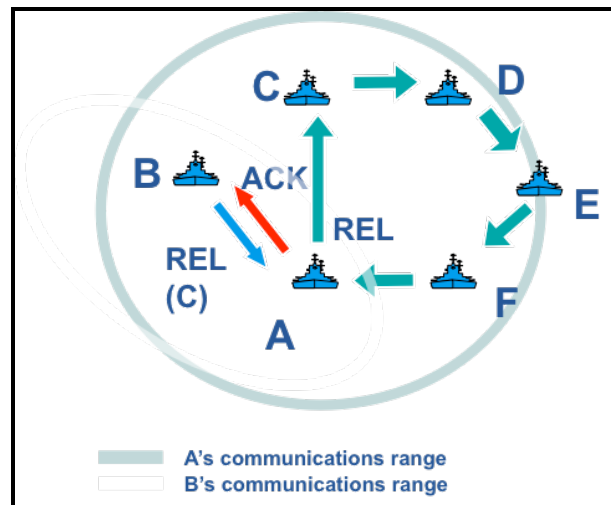 C
D
B
ACK
E
REL
REL
(C)
F
A
A's communications range
B's communications range